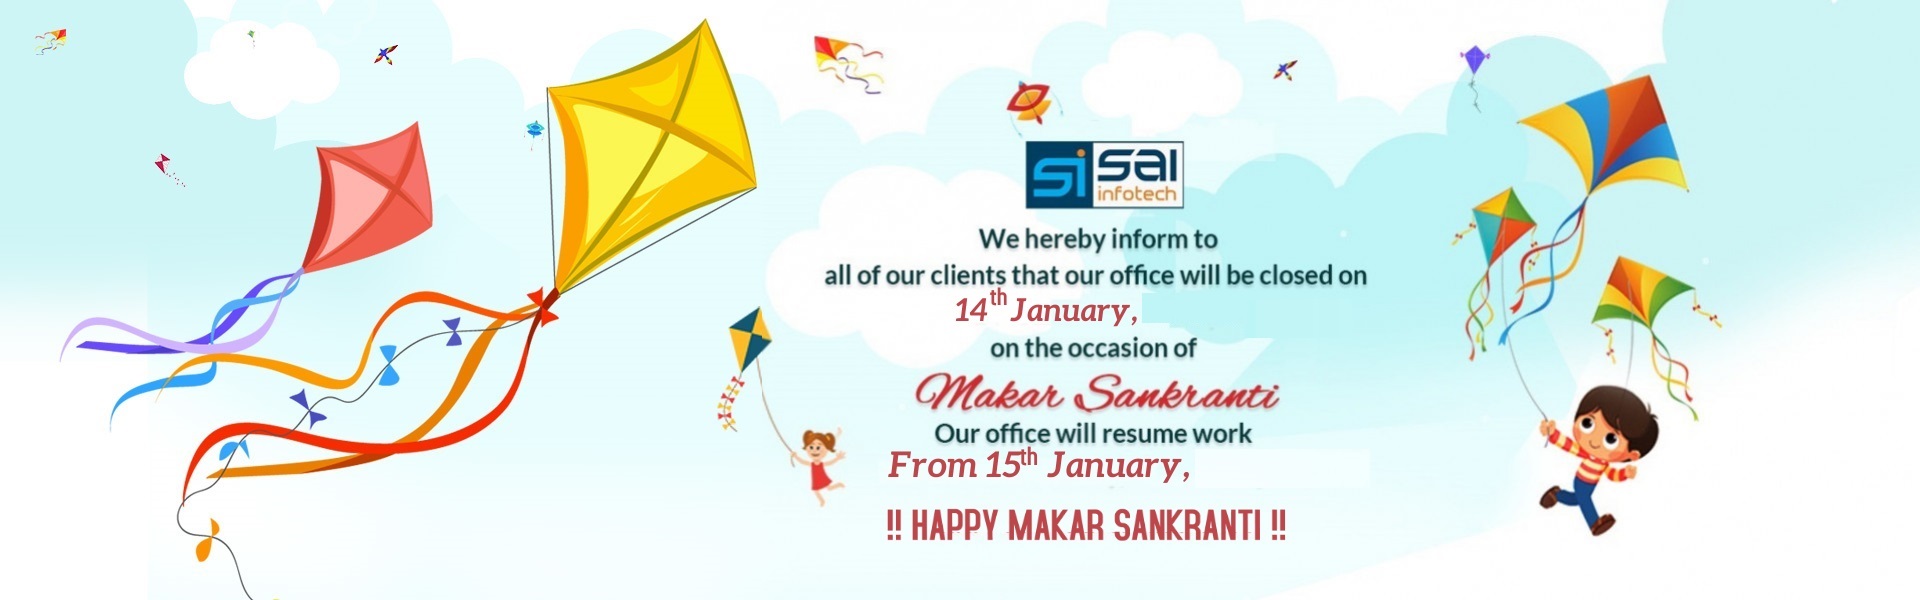 si sai
infotech
We hereby inform to
all of our clients that our office will be closed on
14th January,
on the occasion of
Makar Sankranti
Our office will resume work
From 15th January,
!! HAPPY MAKAR SANKRANTI !!